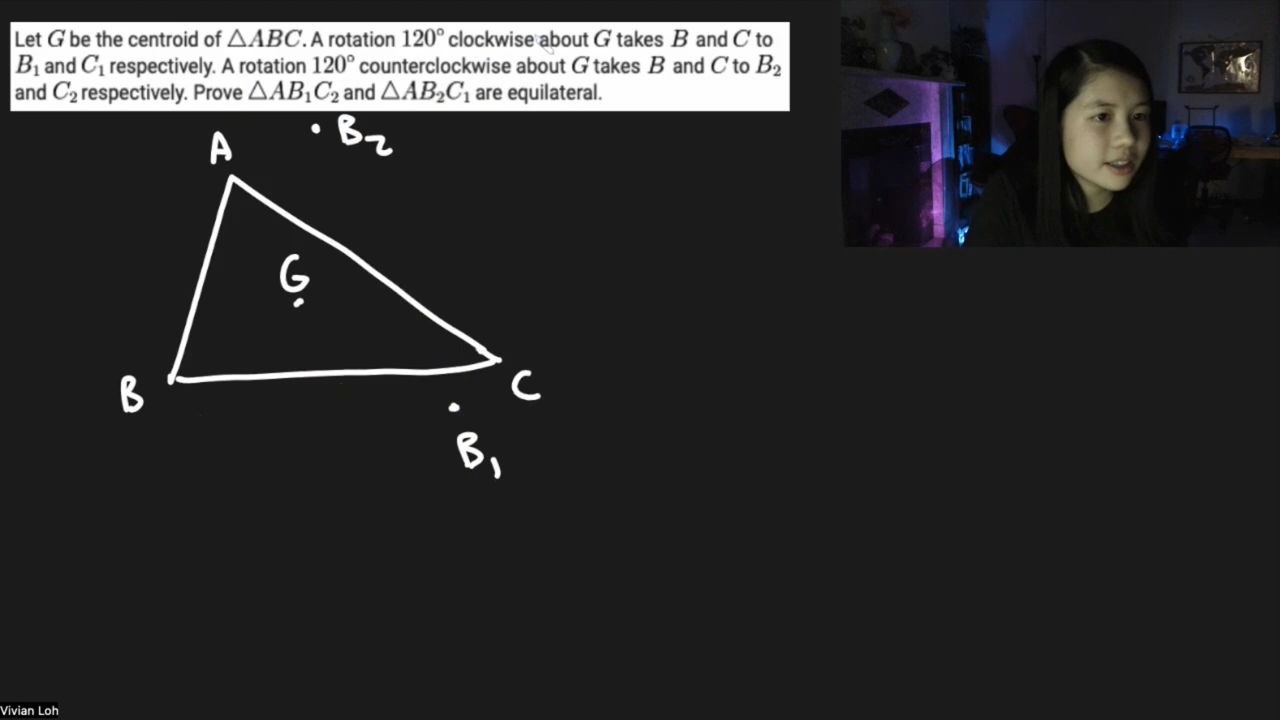 Let G be the centroid of △ABC. A rotation 120° clockwise about G takes B and C to
B₁ and C₁ respectively. A rotation 120° counterclockwise about G takes B and C to B₂
and C₂ respectively. Prove △AB₁C₂ and △AB₂C₁ are equilateral.
A
B₂
G
B
C
B₁
Vivian Loh